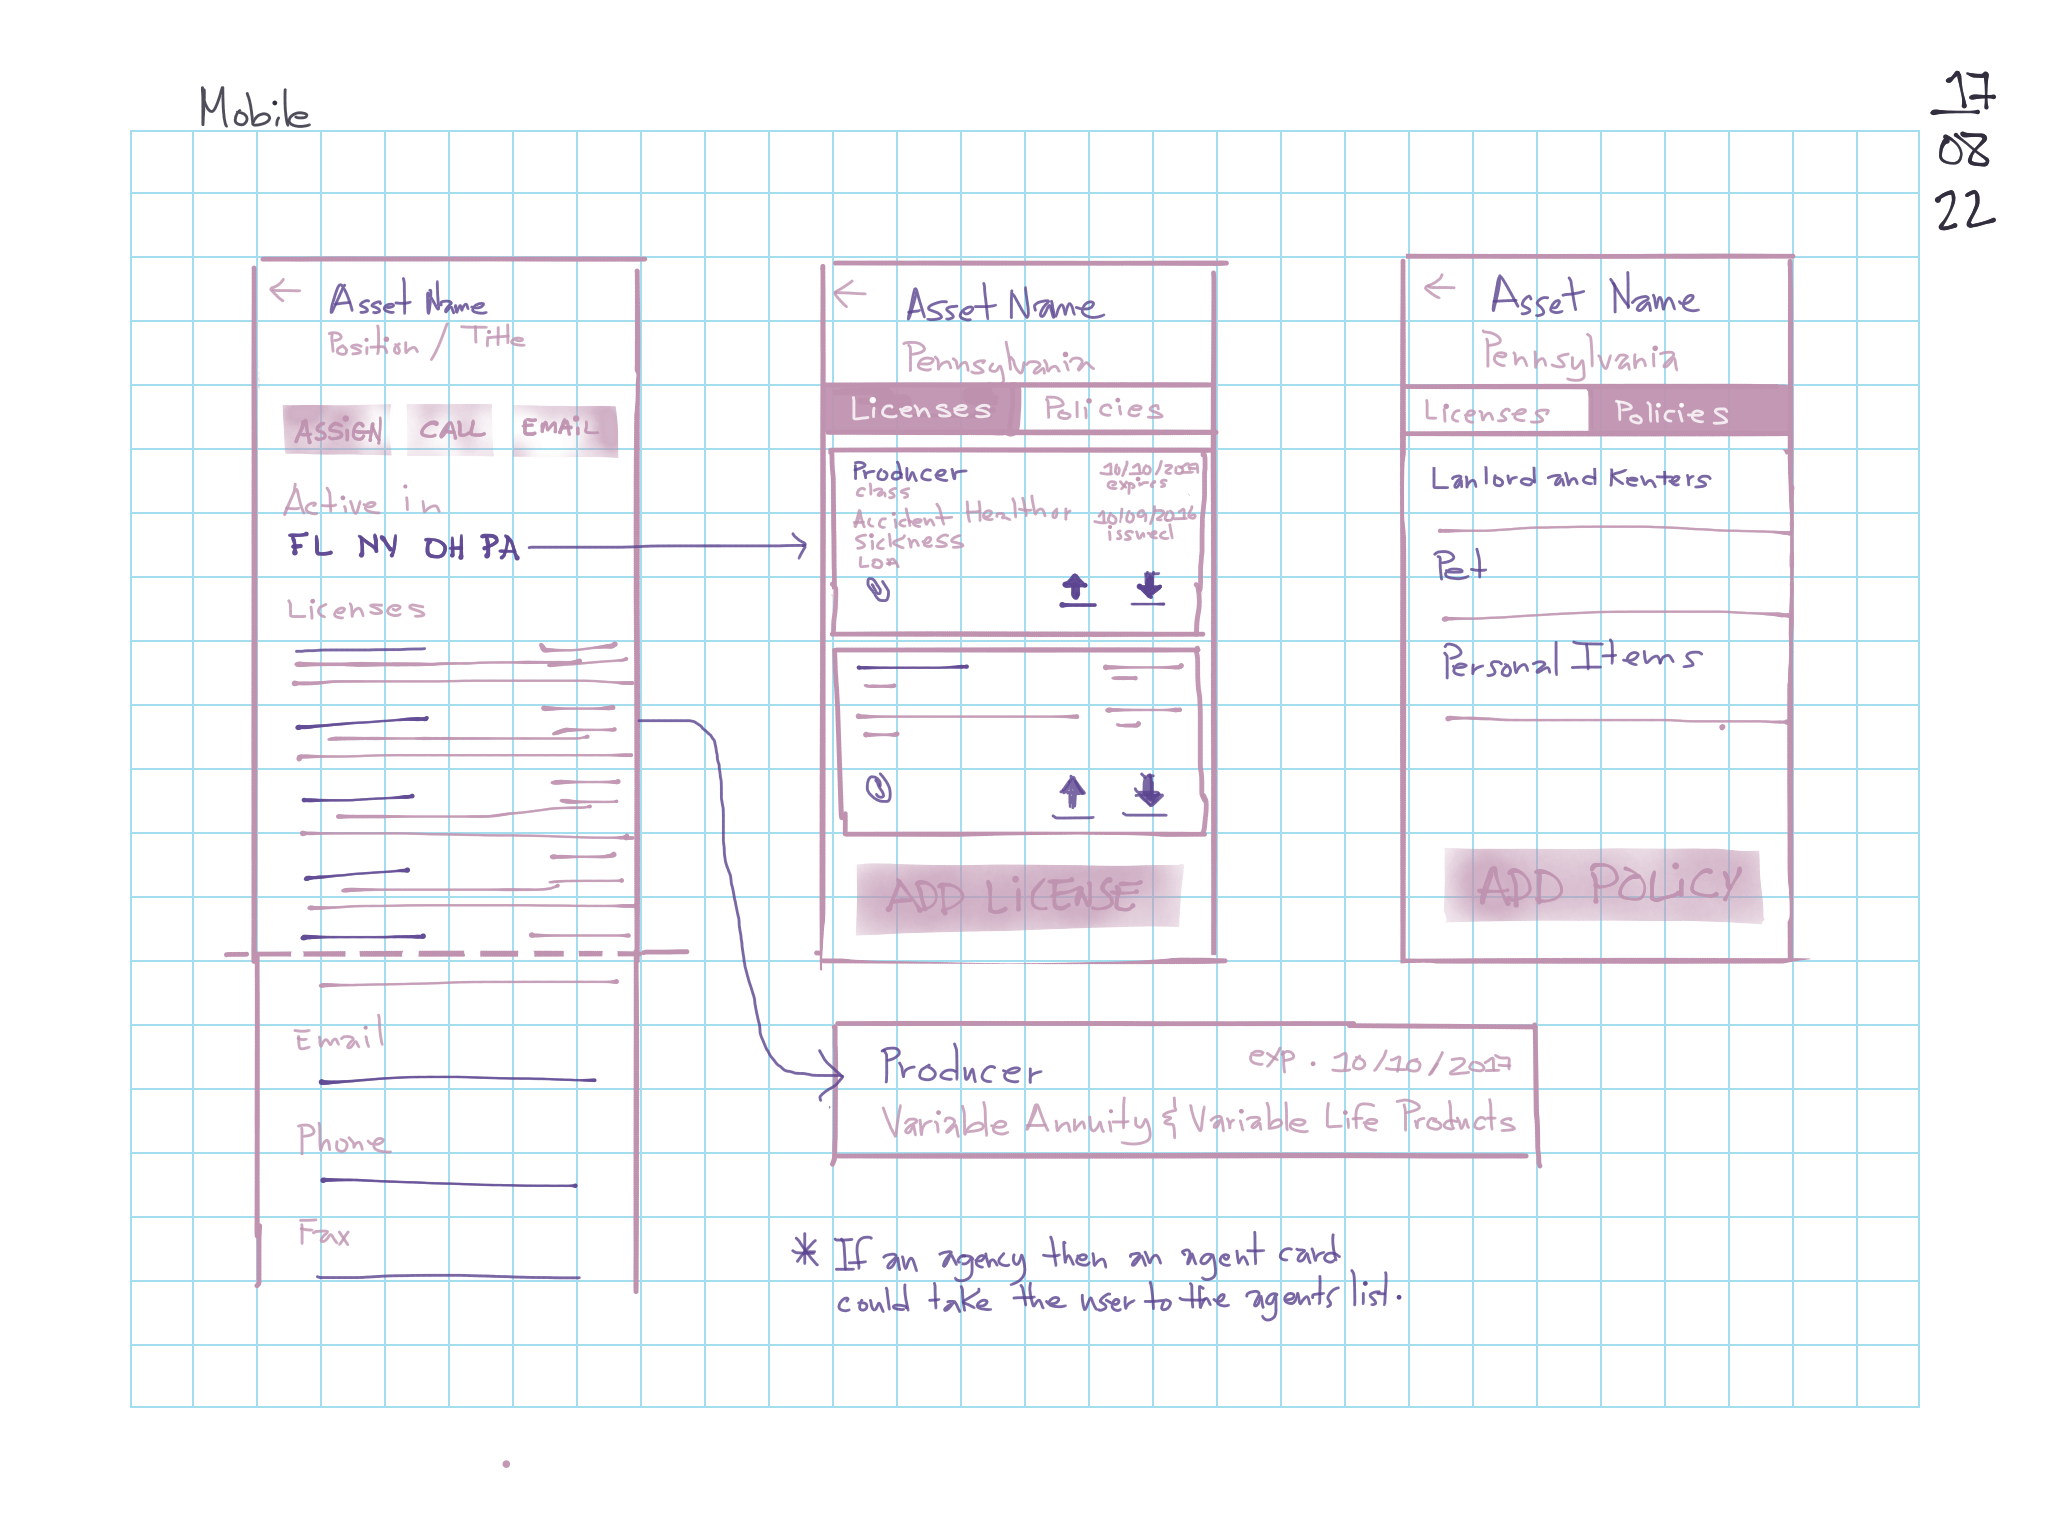 Mobile
17
08
22
Asset Name
Position / Title
ASSIGN CALL EMAIL
Active in
FL NY OH PA
Licenses
Email
Phone
Fax
Asset Name
Pennsylvania
Licenses Policies
Producer 10/10/2017
class expires
Accident Health or 10/09/2016
Sickness issued
LOA
ADD LICENSE
Asset Name
Pennsylvania
Licenses Policies
Lanlord and Renters
Pet
Personal Items
ADD POLICY
Producer exp. 10/10/2017
Variable Annuity & Variable Life Products
* If an agency then an agent card
could take the user to the agents list.